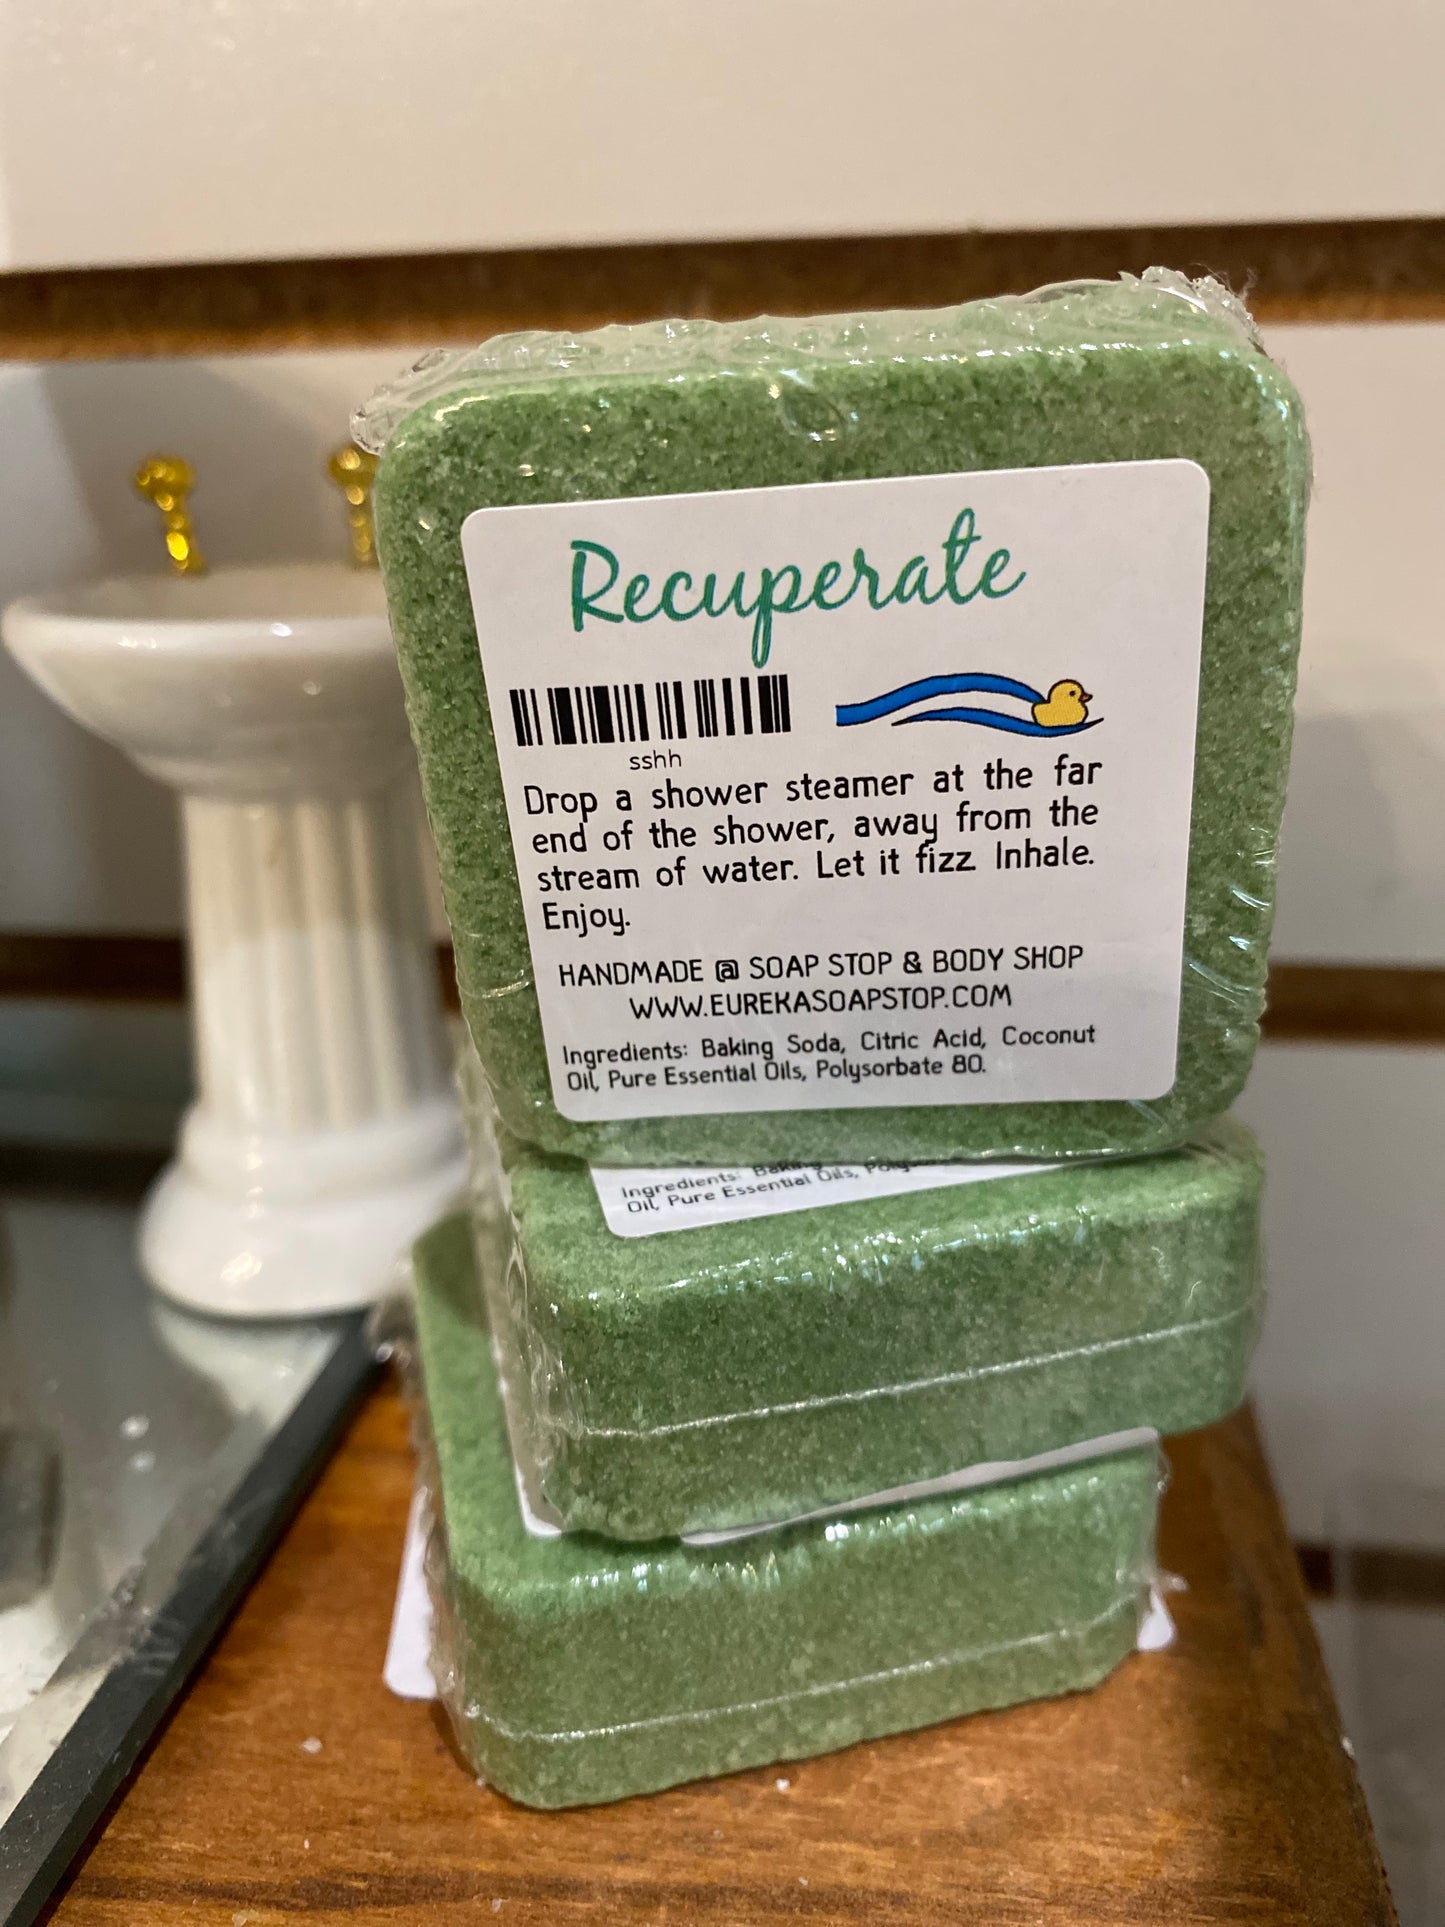 Recuperate
sshh
Drop a shower steamer at the far
end of the shower, away from the
stream of water. Let it fizz. Inhale.
Enjoy.
HANDMADE @ SOAP STOP & BODY SHOP
WWW.EUREKASOAPSTOP.COM
Ingredients: Baking Soda, Citric Acid, Coconut
Oil, Pure Essential Oils, Polysorbate 80.
Ingredients: Baking
Oil, Pure Essential Oils,